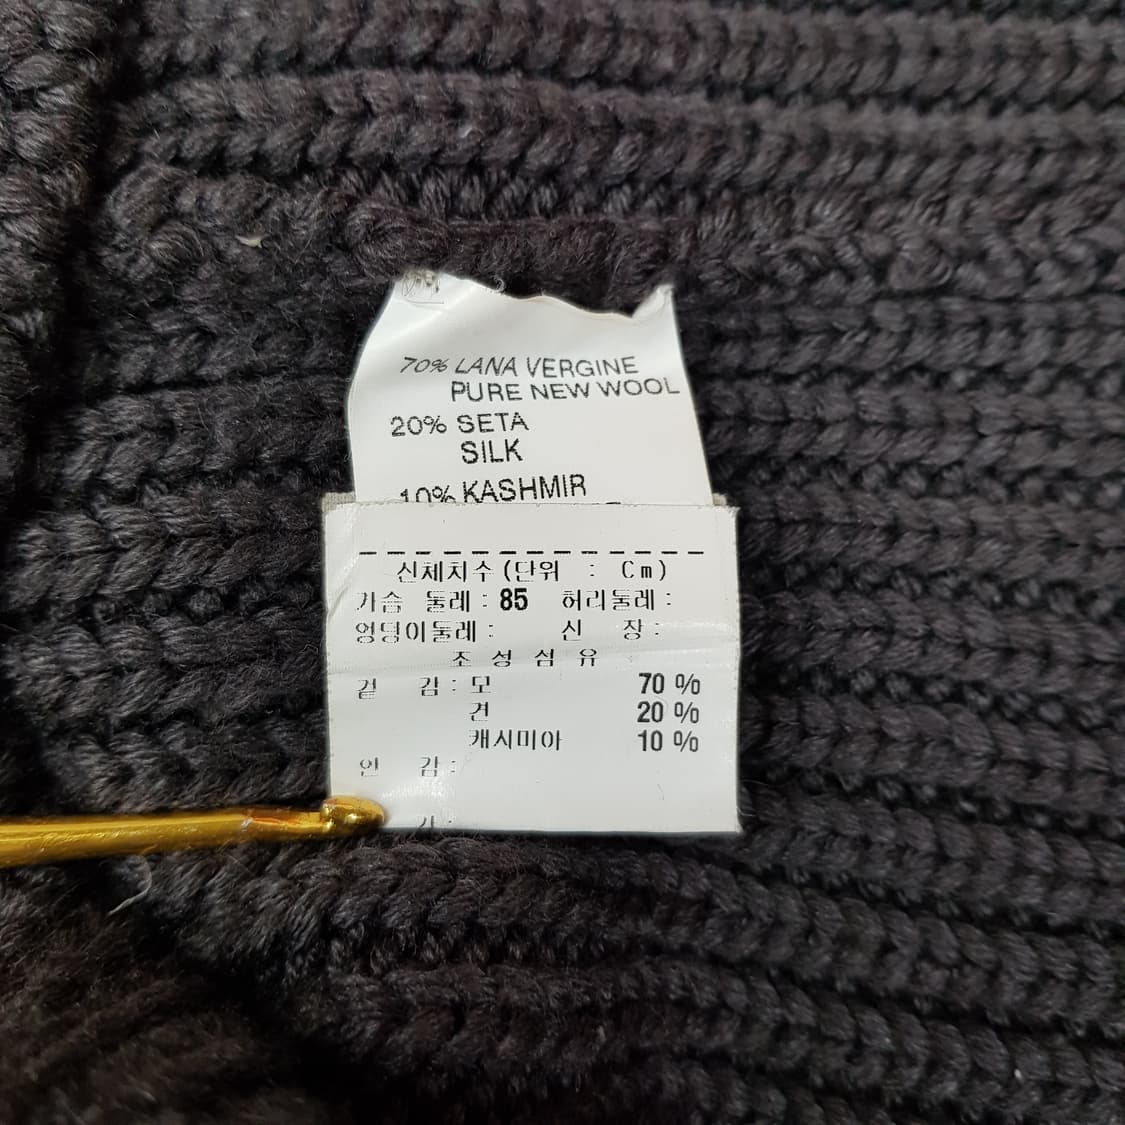 70% LANA VERGINE
PURE NEW WOOL
20% SETA
SILK
10% KASHMIR
신체치수(단위 : Cm)
가슴 둘레 : 85 허리둘레 :
엉덩이둘레 : 신 장 :
조 성 섬 유
겉 감 : 모 70 %
견 20 %
캐시미아 10 %
안 감 :